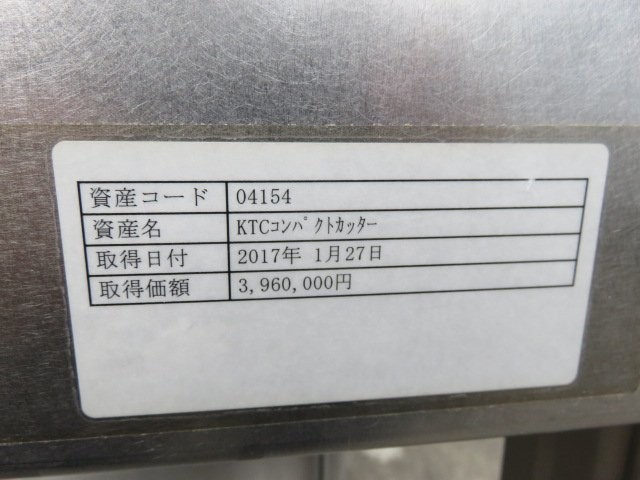 資産コード 04154
資産名 KTCｺﾝﾊﾟｸﾄｶｯﾀｰ
取得日付 2017年 1月27日
取得価額 3,960,000円